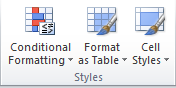 Conditional Format Cell
Formatting as Table Styles
Styles